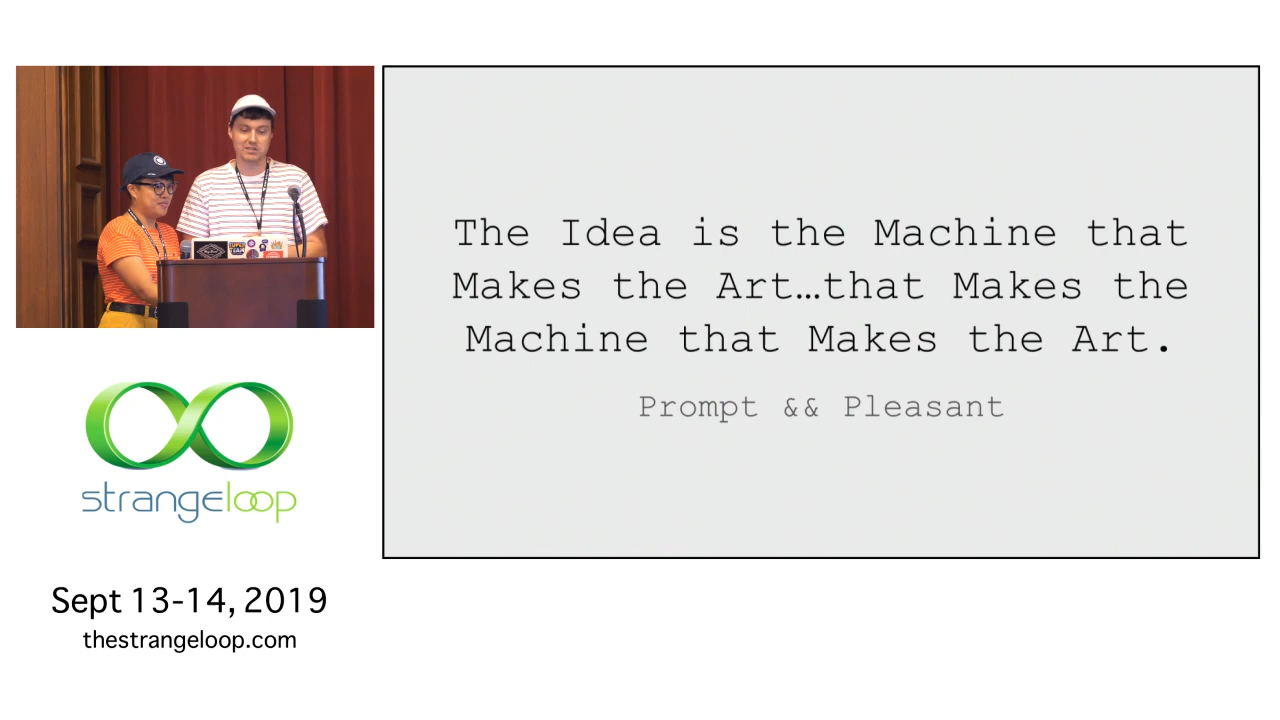 The Idea is the Machine that
Makes the Art…that Makes the
Machine that Makes the Art.
Prompt && Pleasant
strangeloop
Sept 13-14, 2019
thestrangeloop.com